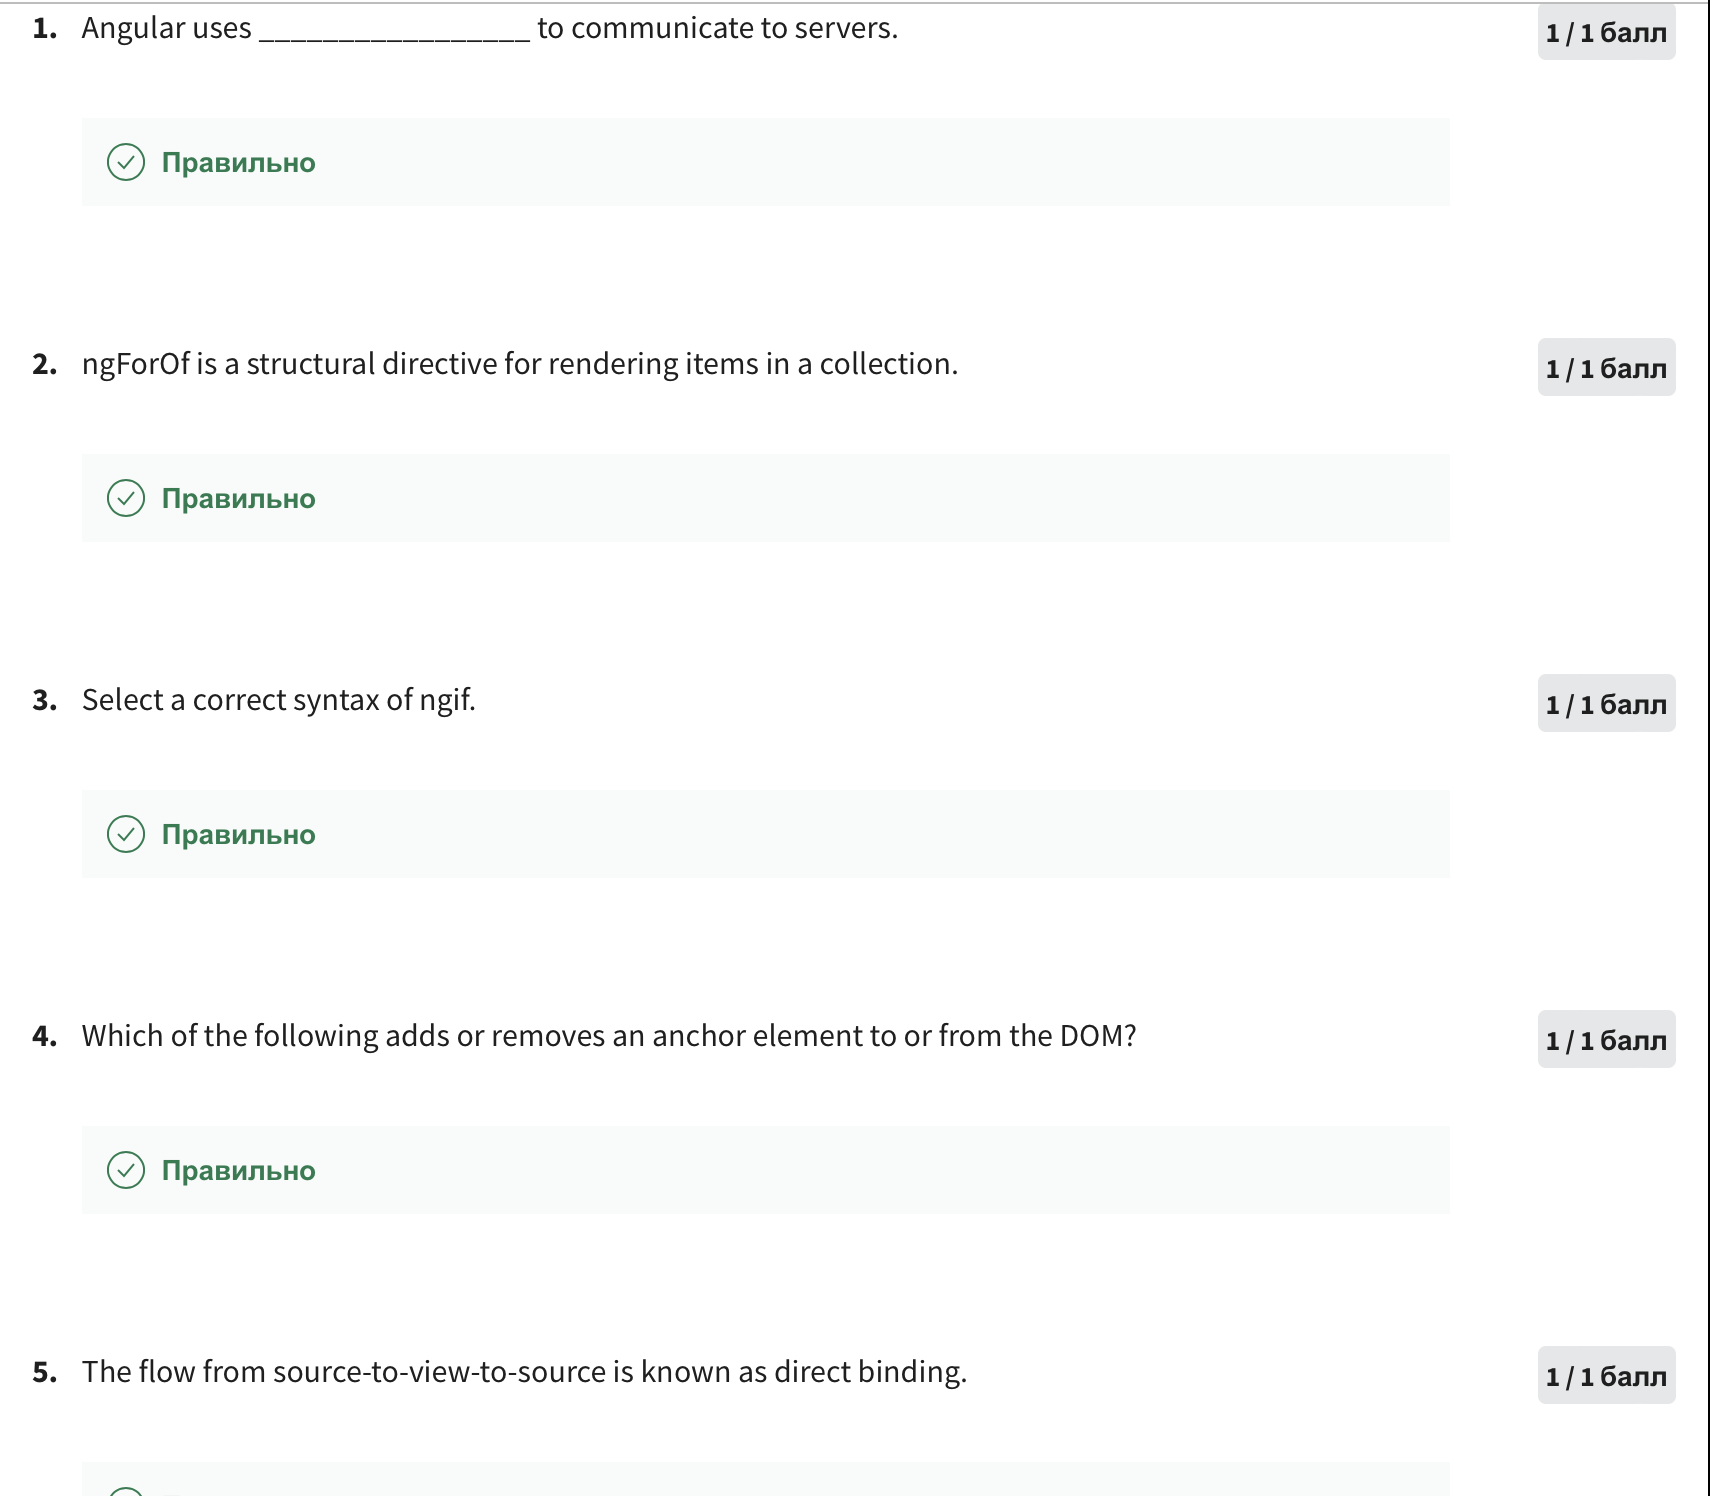 1. Angular uses _________________ to communicate to servers.
1 / 1 балл
Правильно
2. ngForOf is a structural directive for rendering items in a collection.
1 / 1 балл
Правильно
3. Select a correct syntax of ngif.
1 / 1 балл
Правильно
4. Which of the following adds or removes an anchor element to or from the DOM?
1 / 1 балл
Правильно
5. The flow from source-to-view-to-source is known as direct binding.
1 / 1 балл